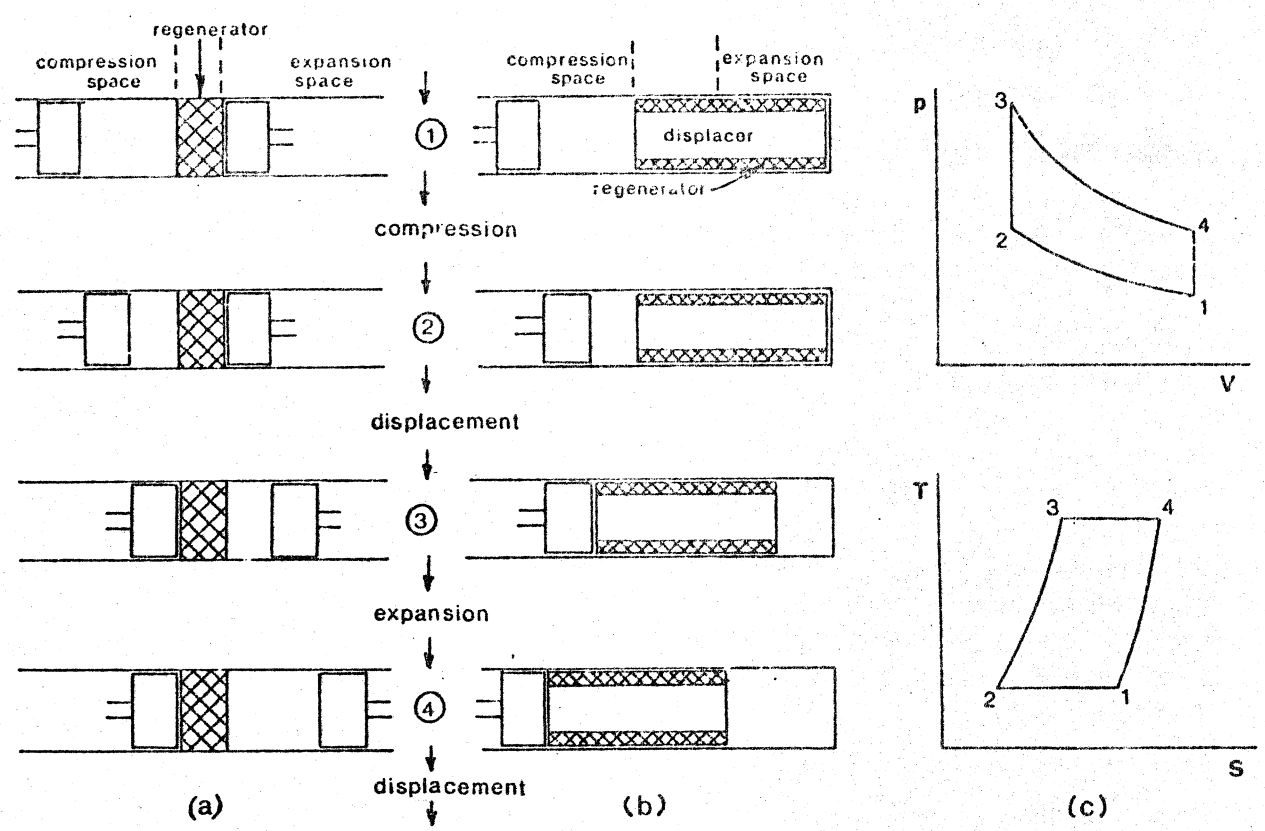 regenerator
compression
space
expansion
space
compression
space
expansion
space
1
displacer
regenerator
compression
2
displacement
3
expansion
4
displacement
(a)
(b)
p
3
2
4
1
V
T
3
4
2
1
S
(c)